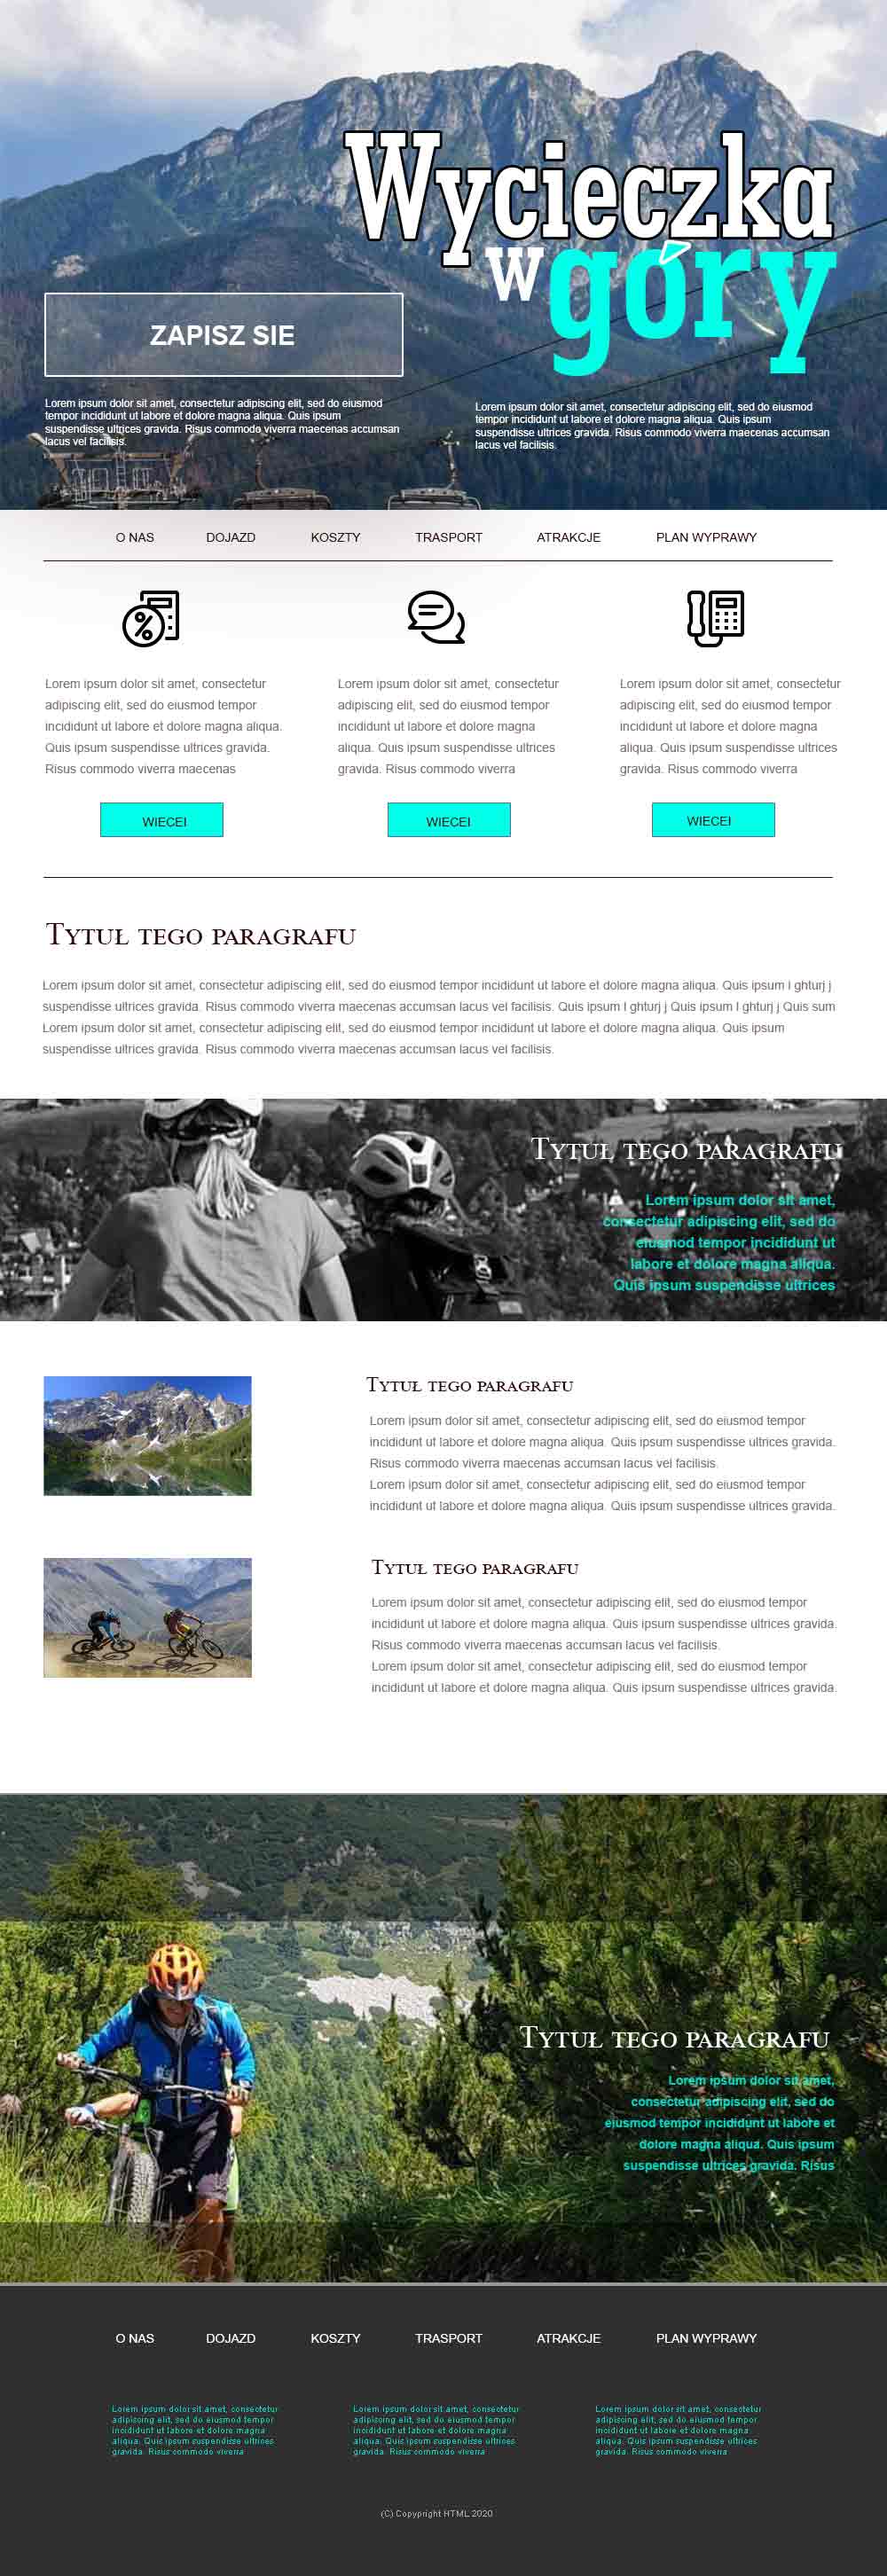 Wycieczka
w góry
ZAPISZ SIE
Lorem ipsum dolor sit amet, consectetur adipiscing elit, sed do eiusmod
tempor incididunt ut labore et dolore magna aliqua. Quis ipsum
suspendisse ultrices gravida. Risus commodo viverra maecenas accumsan
lacus vel facilisis.
Lorem ipsum dolor sit amet, consectetur adipiscing elit, sed do eiusmod
tempor incididunt ut labore et dolore magna aliqua. Quis ipsum
suspendisse ultrices gravida. Risus commodo viverra maecenas accumsan
lacus vel facilisis.
O NAS DOJAZD KOSZTY TRASPORT ATRAKCJE PLAN WYPRAWY
Lorem ipsum dolor sit amet, consectetur
adipiscing elit, sed do eiusmod tempor
incididunt ut labore et dolore magna aliqua.
Quis ipsum suspendisse ultrices gravida.
Risus commodo viverra maecenas
WIECEJ
Lorem ipsum dolor sit amet, consectetur
adipiscing elit, sed do eiusmod tempor
incididunt ut labore et dolore magna
aliqua. Quis ipsum suspendisse ultrices
gravida. Risus commodo viverra
WIECEJ
Lorem ipsum dolor sit amet, consectetur
adipiscing elit, sed do eiusmod tempor
incididunt ut labore et dolore magna
aliqua. Quis ipsum suspendisse ultrices
gravida. Risus commodo viverra
WIECEJ
Tytuł tego paragrafu
Lorem ipsum dolor sit amet, consectetur adipiscing elit, sed do eiusmod tempor incididunt ut labore et dolore magna aliqua. Quis ipsum l ghturj j
suspendisse ultrices gravida. Risus commodo viverra maecenas accumsan lacus vel facilisis. Quis ipsum l ghturj j Quis ipsum l ghturj j Quis sum
Lorem ipsum dolor sit amet, consectetur adipiscing elit, sed do eiusmod tempor incididunt ut labore et dolore magna aliqua. Quis ipsum
suspendisse ultrices gravida. Risus commodo viverra maecenas accumsan lacus vel facilisis.
Tytuł tego paragrafu
Lorem ipsum dolor sit amet,
consectetur adipiscing elit, sed do
eiusmod tempor incididunt ut
labore et dolore magna aliqua.
Quis ipsum suspendisse ultrices
Tytuł tego paragrafu
Lorem ipsum dolor sit amet, consectetur adipiscing elit, sed do eiusmod tempor
incididunt ut labore et dolore magna aliqua. Quis ipsum suspendisse ultrices gravida.
Risus commodo viverra maecenas accumsan lacus vel facilisis.
Lorem ipsum dolor sit amet, consectetur adipiscing elit, sed do eiusmod tempor
incididunt ut labore et dolore magna aliqua. Quis ipsum suspendisse ultrices gravida.
Tytuł tego paragrafu
Lorem ipsum dolor sit amet, consectetur adipiscing elit, sed do eiusmod tempor
incididunt ut labore et dolore magna aliqua. Quis ipsum suspendisse ultrices gravida.
Risus commodo viverra maecenas accumsan lacus vel facilisis.
Lorem ipsum dolor sit amet, consectetur adipiscing elit, sed do eiusmod tempor
incididunt ut labore et dolore magna aliqua. Quis ipsum suspendisse ultrices gravida.
Tytuł tego paragrafu
Lorem ipsum dolor sit amet,
consectetur adipiscing elit, sed do
eiusmod tempor incididunt ut labore et
dolore magna aliqua. Quis ipsum
suspendisse ultrices gravida. Risus
O NAS DOJAZD KOSZTY TRASPORT ATRAKCJE PLAN WYPRAWY
Lorem ipsum dolor sit amet, consectetur
adipiscing elit, sed do eiusmod tempor
incididunt ut labore et dolore magna
aliqua. Quis ipsum suspendisse ultrices
gravida. Risus commodo viverra
Lorem ipsum dolor sit amet, consectetur
adipiscing elit, sed do eiusmod tempor
incididunt ut labore et dolore magna
aliqua. Quis ipsum suspendisse ultrices
gravida. Risus commodo viverra
Lorem ipsum dolor sit amet, consectetur
adipiscing elit, sed do eiusmod tempor
incididunt ut labore et dolore magna
aliqua. Quis ipsum suspendisse ultrices
gravida. Risus commodo viverra
(C) Copypright HTML 2020